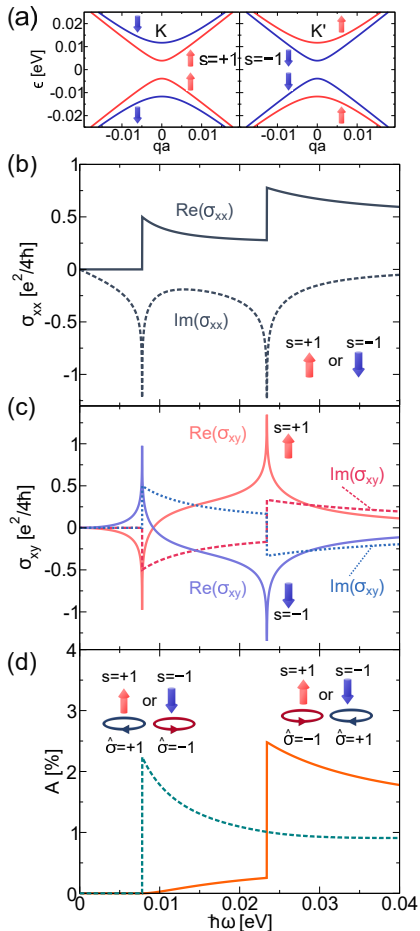 (a)
0.02
0.01
0
-0.01
-0.02
ε [eV]
K
s=+1
K'
s=−1
-0.01 0 0.01
qa
-0.01 0 0.01
qa
(b)
1
0.5
0
-0.5
-1
σxx [e²/4ħ]
Re(σxx)
Im(σxx)
s=+1
or
s=−1
(c)
1
0.5
0
-0.5
-1
σxy [e²/4ħ]
Re(σxy)
s=+1
Im(σxy)
Re(σxy)
s=−1
Im(σxy)
(d)
4
3
2
1
0
A [%]
s=+1
or
s=−1
σ̂=+1
σ̂=−1
s=+1
or
s=−1
σ̂=−1
σ̂=+1
0 0.01 0.02 0.03 0.04
ħω [eV]